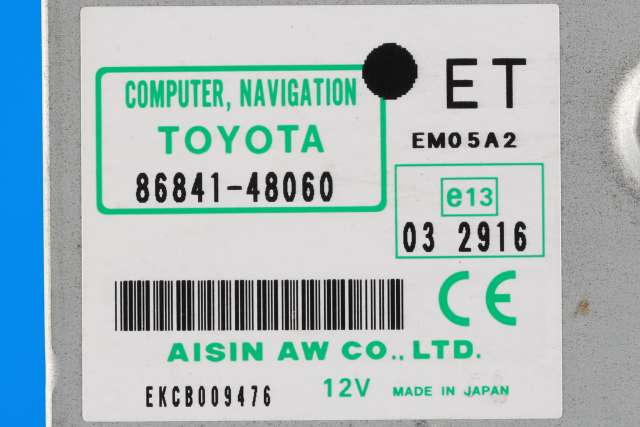 COMPUTER, NAVIGATION
TOYOTA
86841-48060
ET
EM05A2
e13
03 2916
CE
AISIN AW CO., LTD.
EKCB009476
12V
MADE IN JAPAN